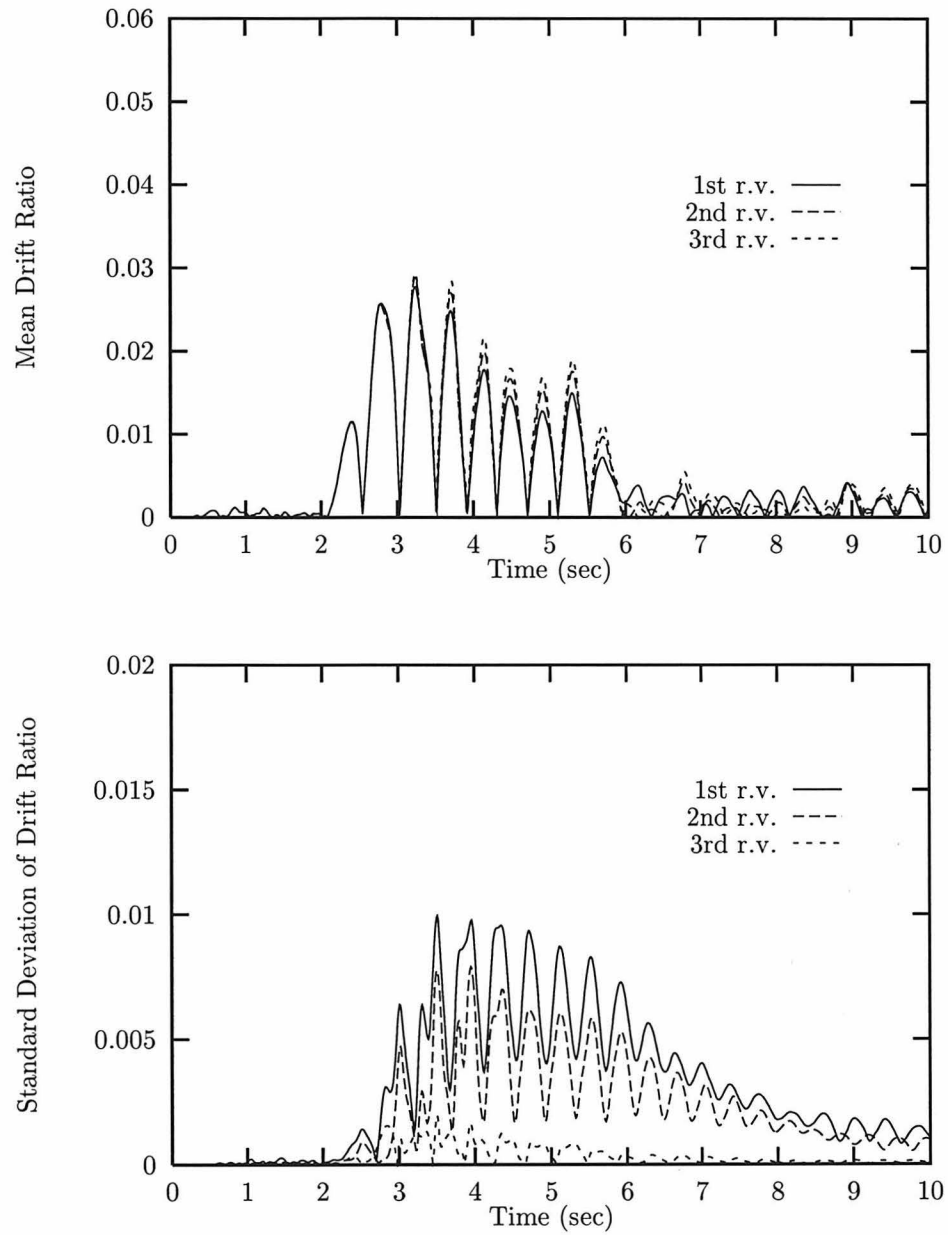 Mean Drift Ratio
0.06
0.05
0.04
0.03
0.02
0.01
0
1st r.v.
2nd r.v.
3rd r.v.
0 1 2 3 4 5 6 7 8 9 10
Time (sec)
Standard Deviation of Drift Ratio
0.02
0.015
0.01
0.005
0
1st r.v.
2nd r.v.
3rd r.v.
0 1 2 3 4 5 6 7 8 9 10
Time (sec)